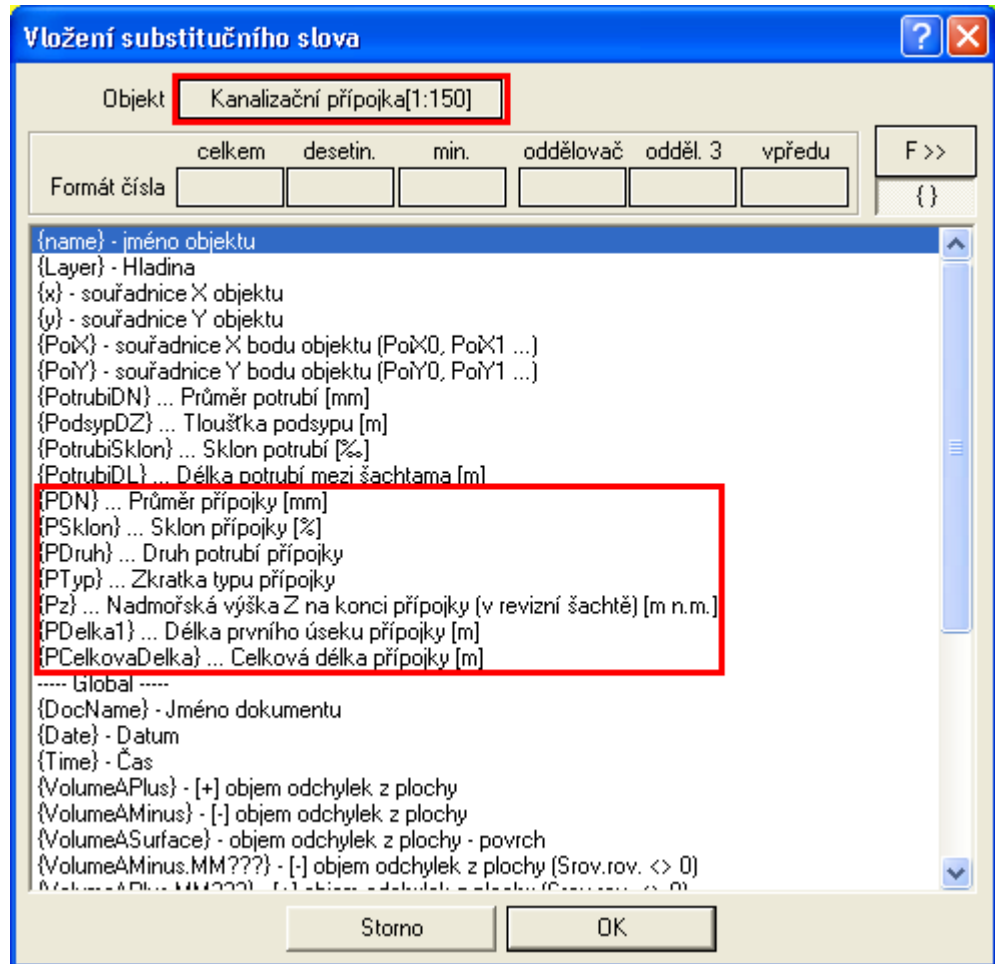 Vložení substitučního slova
Objekt Kanalizační přípojka[1:150]
celkem desetin. min. oddělovač odděl. 3 vpředu F >>
Formát čísla { }
{name} - jméno objektu
{Layer} - Hladina
{x} - souřadnice X objektu
{y} - souřadnice Y objektu
{PoiX} - souřadnice X bodu objektu (PoiX0, PoiX1 ...)
{PoiY} - souřadnice Y bodu objektu (PoiY0, PoiY1 ...)
{PotrubiDN} ... Průměr potrubí [mm]
{PodsypDZ} ... Tloušťka podsypu [m]
{PotrubiSklon} ... Sklon potrubí [‰]
{PotrubiDL} ... Délka potrubí mezi šachtama [m]
{PDN} ... Průměr přípojky [mm]
{PSklon} ... Sklon přípojky [%]
{PDruh} ... Druh potrubí přípojky
{PTyp} ... Zkratka typu přípojky
{Pz} ... Nadmořská výška Z na konci přípojky (v revizní šachtě) [m n.m.]
{PDelka1} ... Délka prvního úseku přípojky [m]
{PCelkovaDelka} ... Celková délka přípojky [m]
----- Global -----
{DocName} - Jméno dokumentu
{Date} - Datum
{Time} - Čas
{VolumeAPlus} - [+] objem odchylek z plochy
{VolumeAMinus} - [-] objem odchylek z plochy
{VolumeASurface} - objem odchylek z plochy - povrch
{VolumeAMinus.MM???} - [-] objem odchylek z plochy (Srov.rov. <> 0)
Storno OK